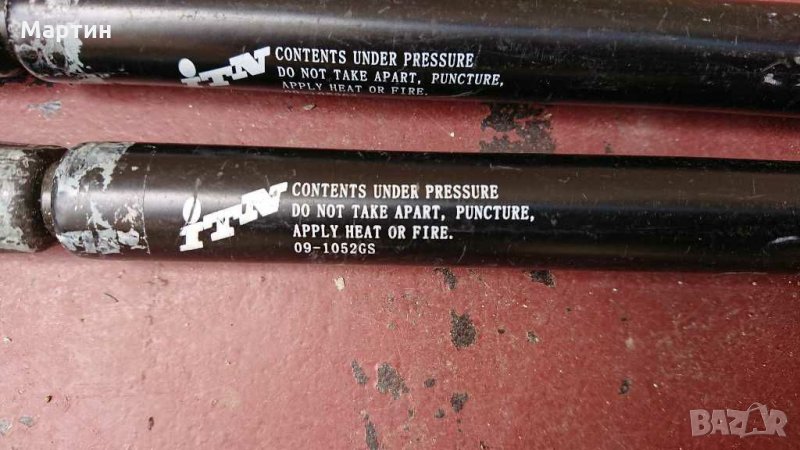 Мартин
iTN
CONTENTS UNDER PRESSURE
DO NOT TAKE APART, PUNCTURE,
APPLY HEAT OR FIRE.
iTN
CONTENTS UNDER PRESSURE
DO NOT TAKE APART, PUNCTURE,
APPLY HEAT OR FIRE.
09-1052GS
BAZAR